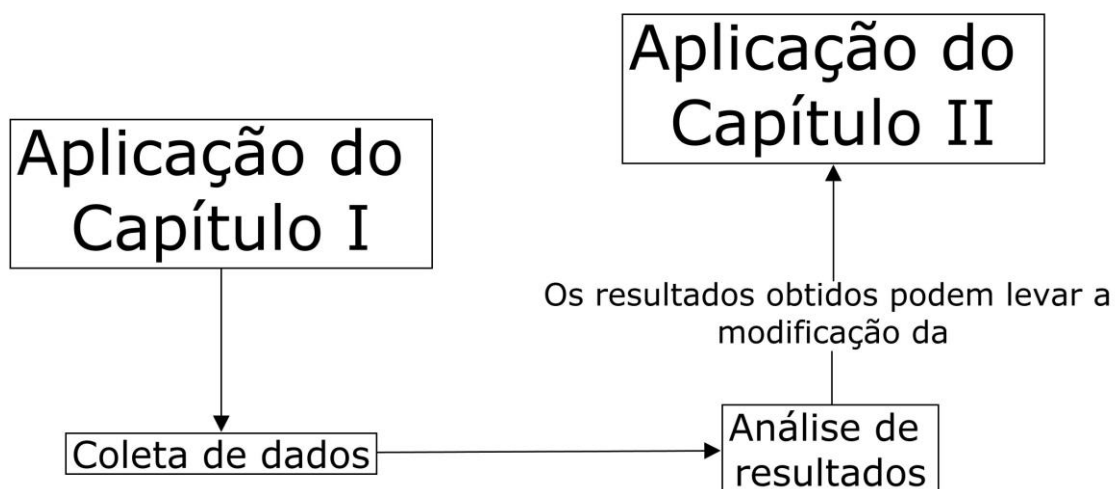 Aplicação do
Capítulo I
Coleta de dados
Análise de
resultados
Os resultados obtidos podem levar a
modificação da
Aplicação do
Capítulo II